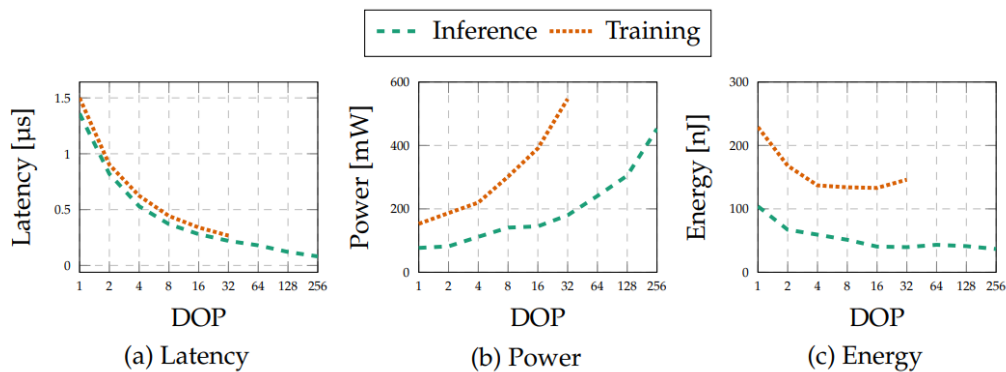 Inference Training
Latency [µs]
1.5
1
0.5
0
1 2 4 8 16 32 64 128 256
DOP
(a) Latency
Power [mW]
600
400
200
0
1 2 4 8 16 32 64 128 256
DOP
(b) Power
Energy [nJ]
300
200
100
0
1 2 4 8 16 32 64 128 256
DOP
(c) Energy